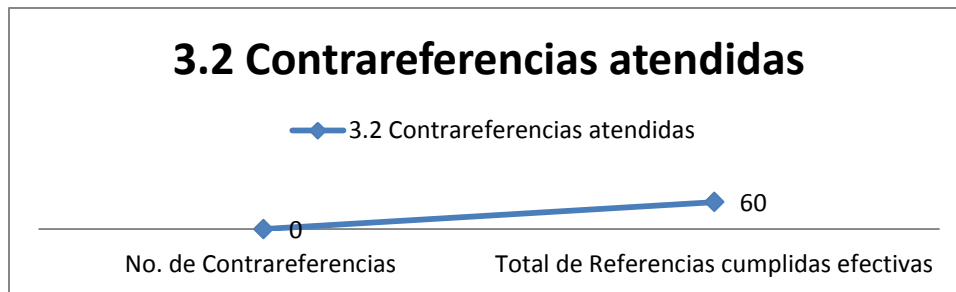 3.2 Contrareferencias atendidas
3.2 Contrareferencias atendidas
60
0
No. de Contrareferencias
Total de Referencias cumplidas efectivas